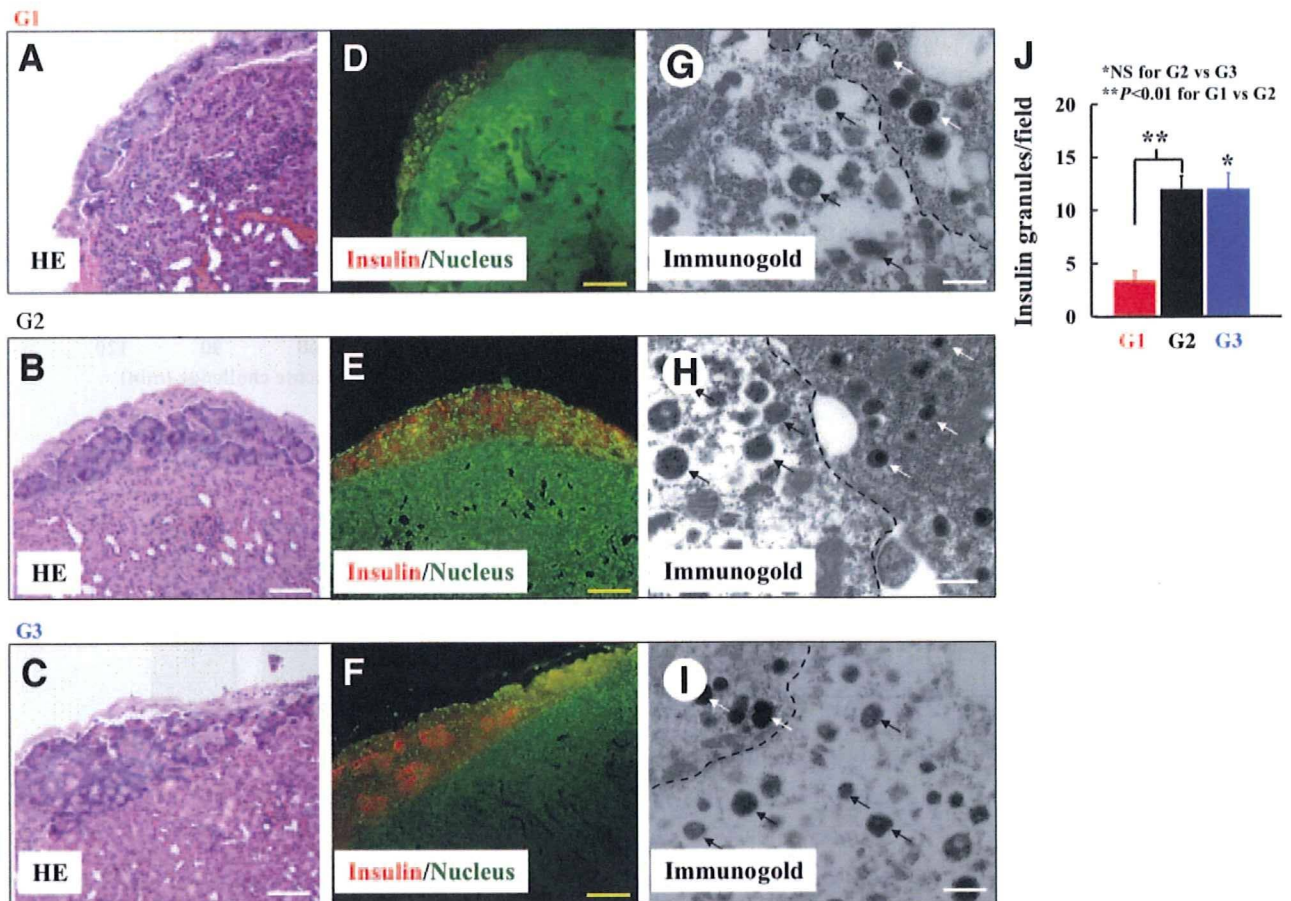 G1
A
HE
D
Insulin/Nucleus
G
Immunogold
J
*NS for G2 vs G3
**P<0.01 for G1 vs G2
Insulin granules/field
20
15
10
5
0
**
*
G1 G2 G3
G2
B
HE
E
Insulin/Nucleus
H
Immunogold
G3
C
HE
F
Insulin/Nucleus
I
Immunogold